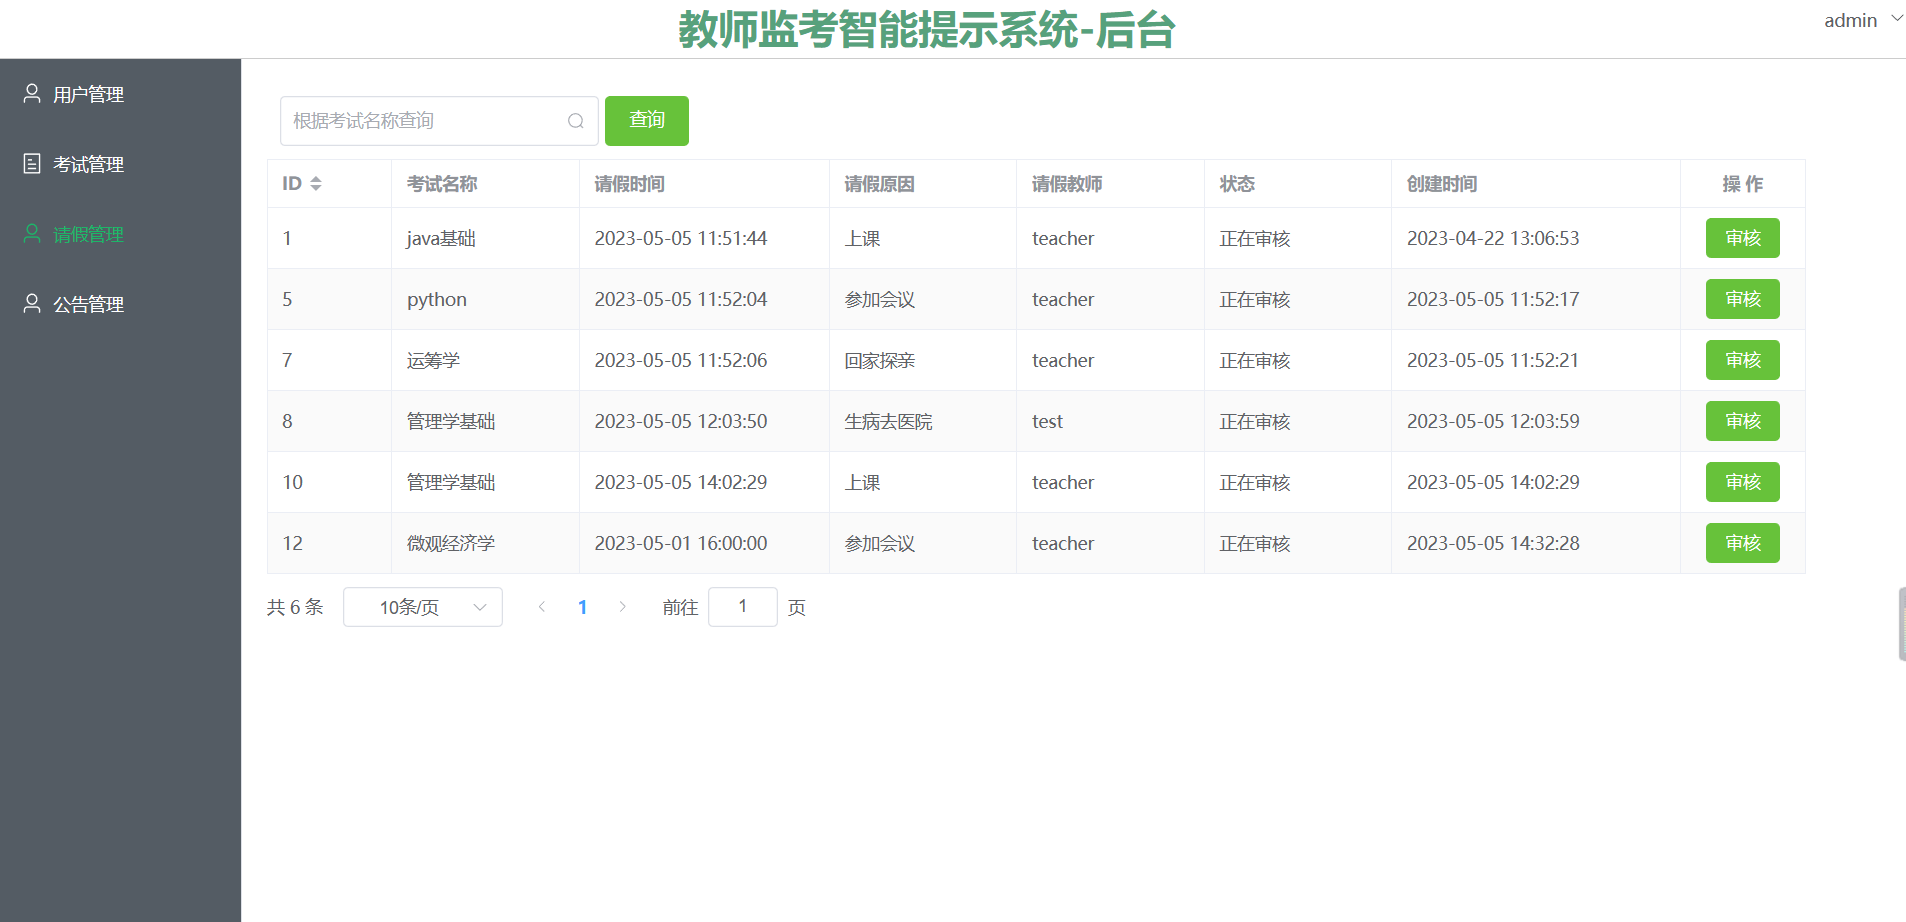 教师监考智能提示系统-后台
admin
用户管理
考试管理
请假管理
公告管理
根据考试名称查询 查询
ID 考试名称 请假时间 请假原因 请假教师 状态 创建时间 操 作
1 java基础 2023-05-05 11:51:44 上课 teacher 正在审核 2023-04-22 13:06:53 审核
5 python 2023-05-05 11:52:04 参加会议 teacher 正在审核 2023-05-05 11:52:17 审核
7 运筹学 2023-05-05 11:52:06 回家探亲 teacher 正在审核 2023-05-05 11:52:21 审核
8 管理学基础 2023-05-05 12:03:50 生病去医院 test 正在审核 2023-05-05 12:03:59 审核
10 管理学基础 2023-05-05 14:02:29 上课 teacher 正在审核 2023-05-05 14:02:29 审核
12 微观经济学 2023-05-01 16:00:00 参加会议 teacher 正在审核 2023-05-05 14:32:28 审核
共 6 条 10条/页 1 前往 1 页